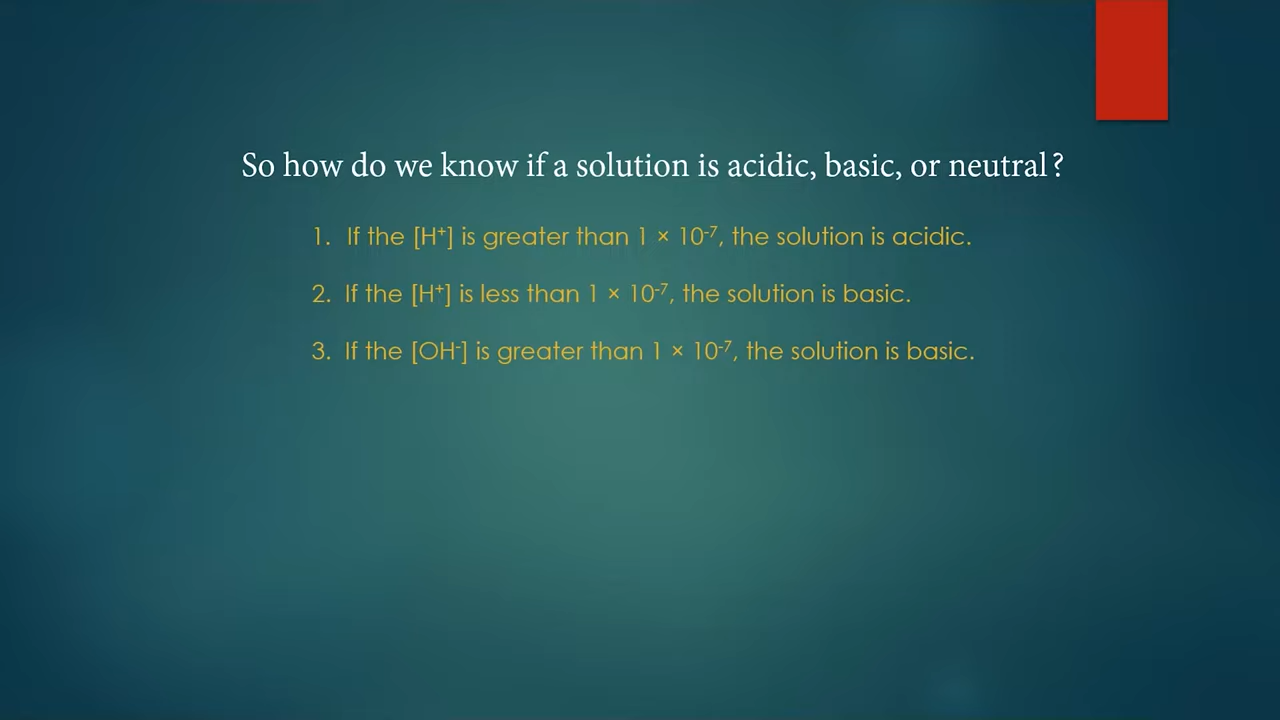 So how do we know if a solution is acidic, basic, or neutral?
1. If the [H⁺] is greater than 1 × 10⁻⁷, the solution is acidic.
2. If the [H⁺] is less than 1 × 10⁻⁷, the solution is basic.
3. If the [OH⁻] is greater than 1 × 10⁻⁷, the solution is basic.